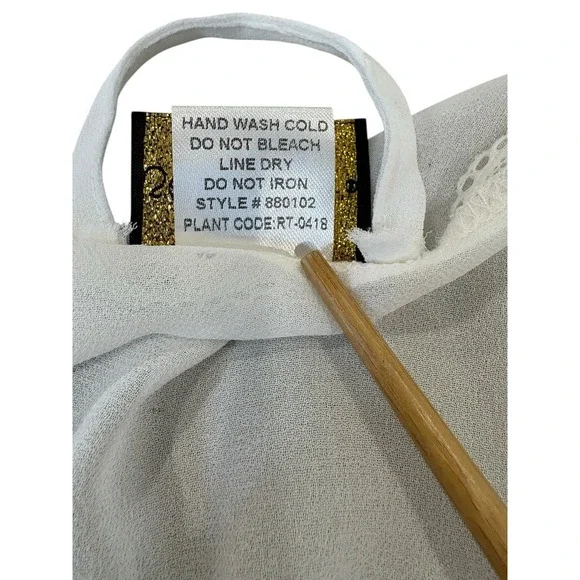 HAND WASH COLD
DO NOT BLEACH
LINE DRY
DO NOT IRON
STYLE # 880102
PLANT CODE:RT-0418